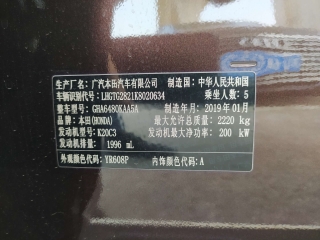 生产厂名：广汽本田汽车有限公司 制造国：中华人民共和国
车辆识别代号：LHGTG2821K8020634 乘坐人数：5
整车型号：GHA6480KAA5A 制造年月：2019年01月
品牌：本田(HONDA) 最大允许总质量：2220 kg
发动机型号：K20C3 发动机最大净功率：200 kW
发动机排量：1996 mL
外观颜色代码：YR608P 内饰颜色代码：A